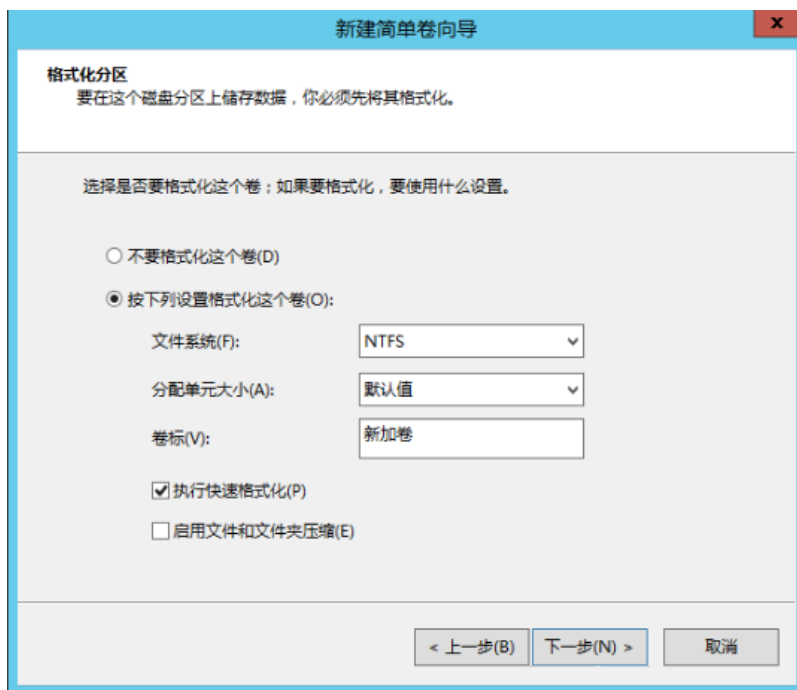 新建简单卷向导
x
格式化分区
要在这个磁盘分区上储存数据，你必须先将其格式化。
选择是否要格式化这个卷；如果要格式化，要使用什么设置。
不要格式化这个卷(D)
按下列设置格式化这个卷(O):
文件系统(F): NTFS
分配单元大小(A): 默认值
卷标(V): 新加卷
执行快速格式化(P)
启用文件和文件夹压缩(E)
< 上一步(B) 下一步(N) > 取消